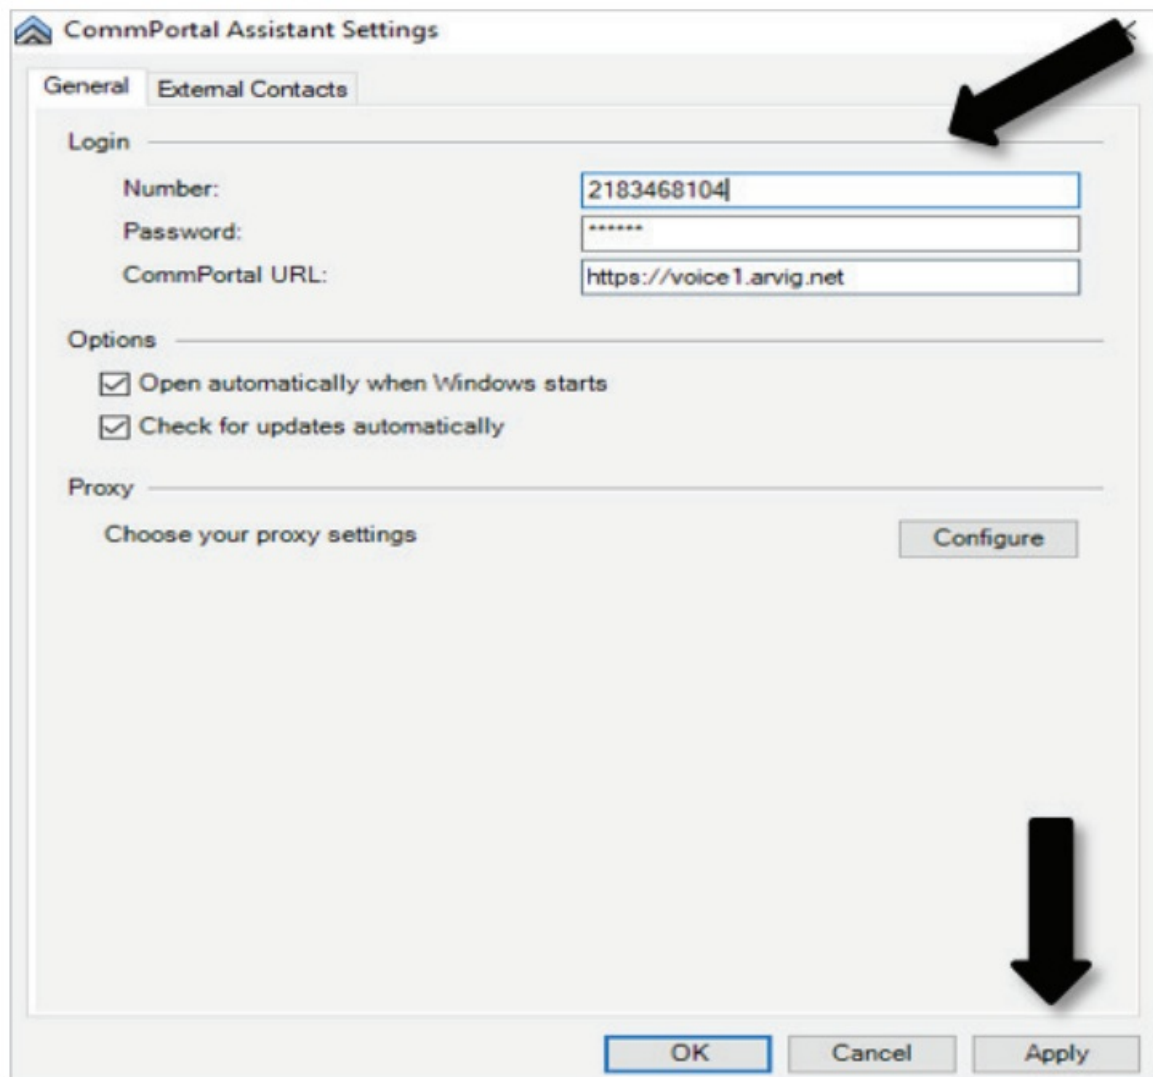 CommPortal Assistant Settings
General External Contacts
Login
Number: 2183468104
Password: ******
CommPortal URL: https://voice1.arvig.net
Options
Open automatically when Windows starts
Check for updates automatically
Proxy
Choose your proxy settings Configure
OK Cancel Apply